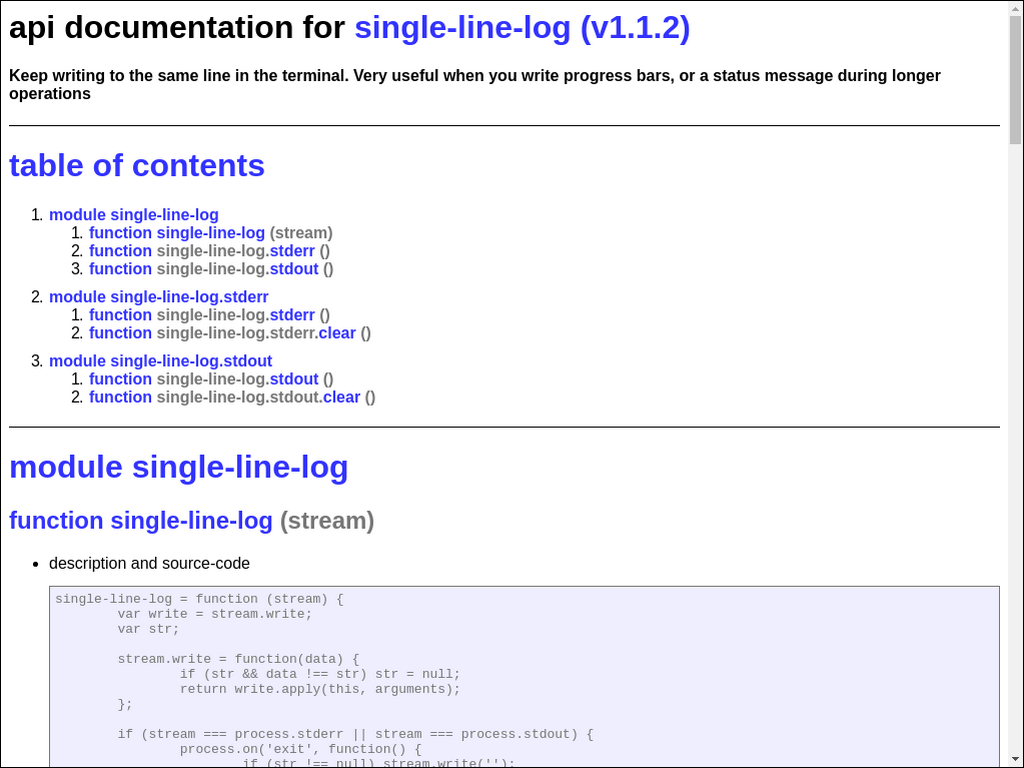 api documentation for single-line-log (v1.1.2)
Keep writing to the same line in the terminal. Very useful when you write progress bars, or a status message during longer
operations
table of contents
1. module single-line-log
1. function single-line-log (stream)
2. function single-line-log.stderr ()
3. function single-line-log.stdout ()
2. module single-line-log.stderr
1. function single-line-log.stderr ()
2. function single-line-log.stderr.clear ()
3. module single-line-log.stdout
1. function single-line-log.stdout ()
2. function single-line-log.stdout.clear ()
module single-line-log
function single-line-log (stream)
• description and source-code
single-line-log = function (stream) {
        var write = stream.write;
        var str;
        stream.write = function(data) {
                if (str && data !== str) str = null;
                return write.apply(this, arguments);
        };
        if (stream === process.stderr || stream === process.stdout) {
                process.on('exit', function() {
                        if (str !== null) stream.write('');